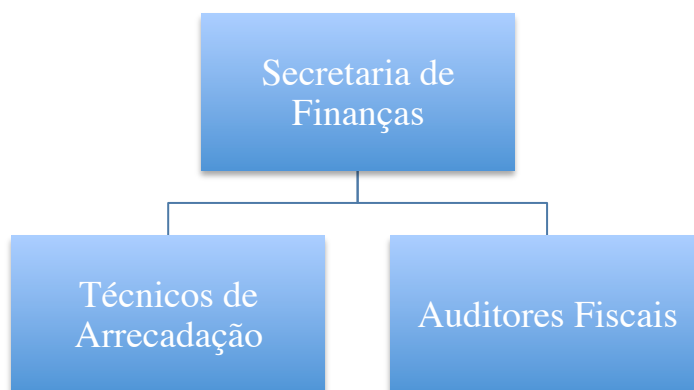 Secretaria de
Finanças
Técnicos de
Arrecadação
Auditores Fiscais